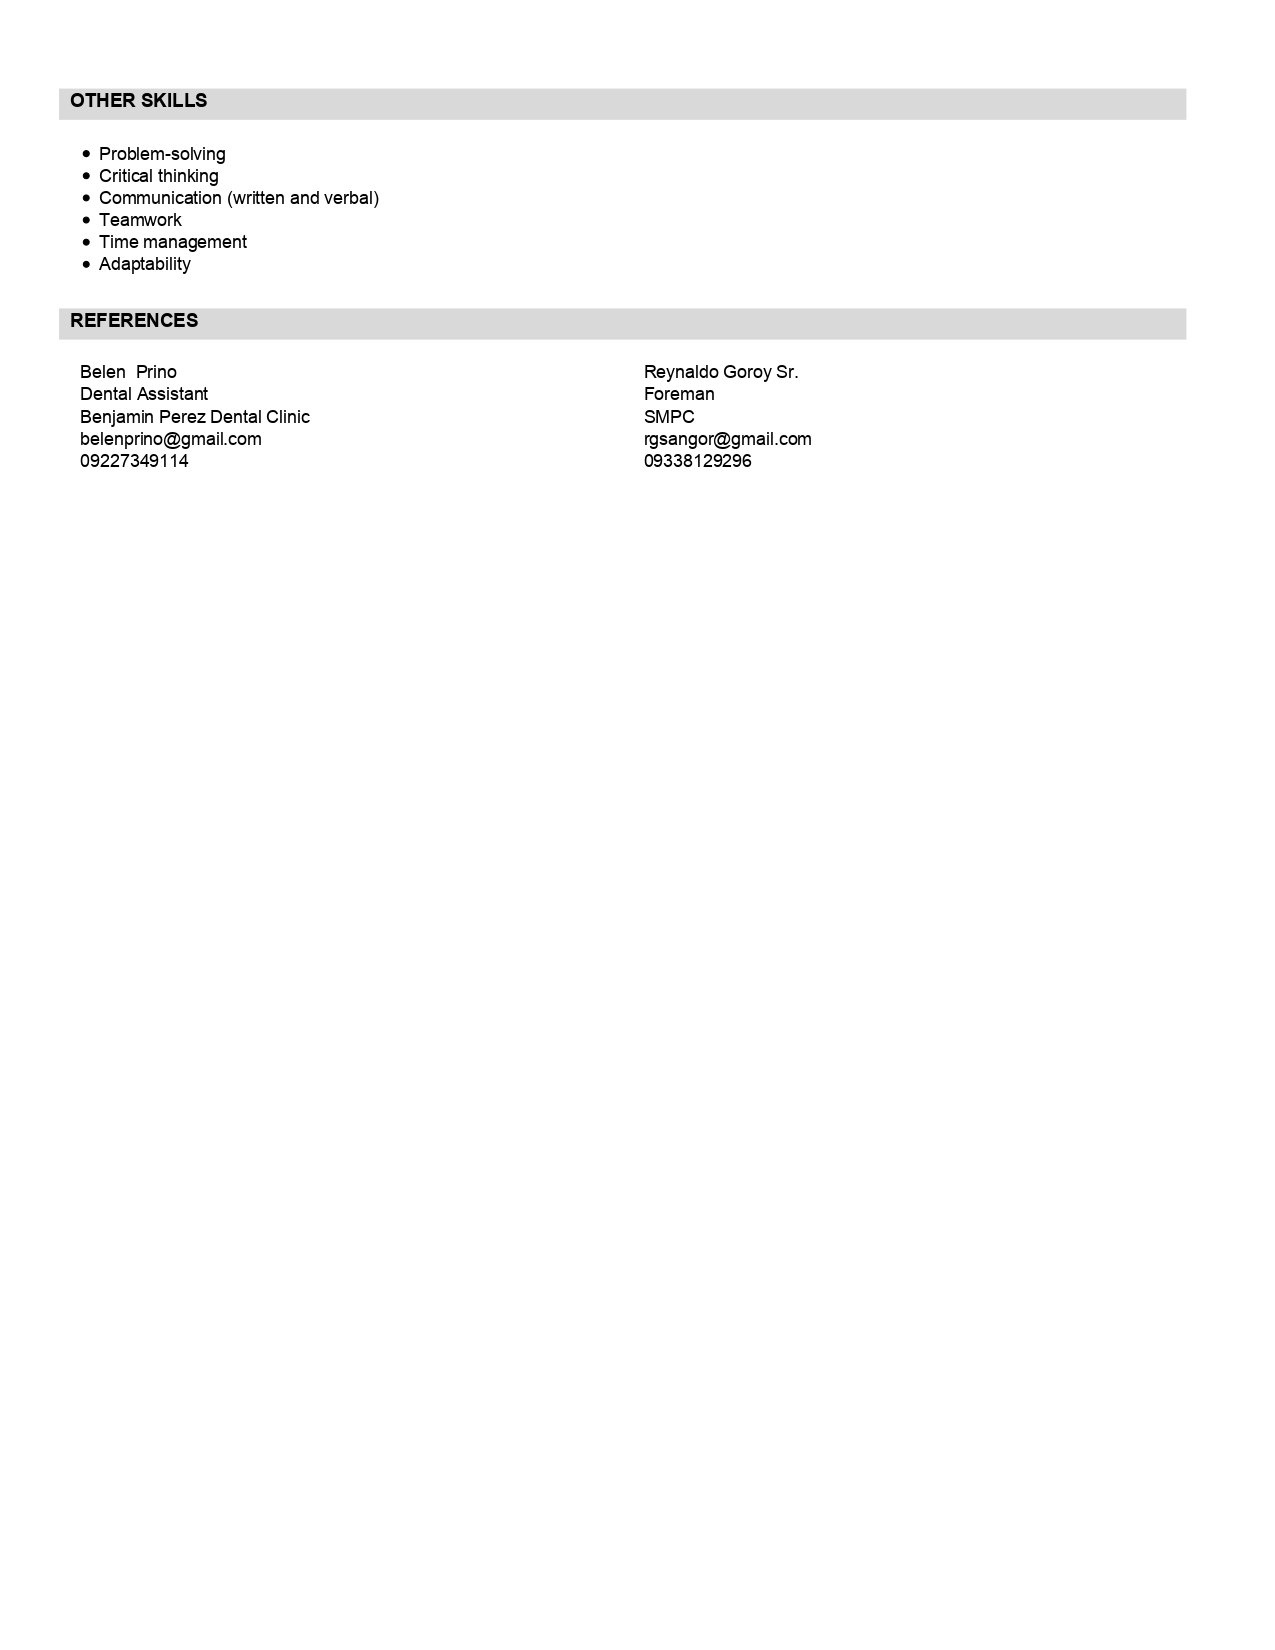 OTHER SKILLS
● Problem-solving
● Critical thinking
● Communication (written and verbal)
● Teamwork
● Time management
● Adaptability
REFERENCES
Belen  Prino
Dental Assistant
Benjamin Perez Dental Clinic
belenprino@gmail.com
09227349114
Reynaldo Goroy Sr.
Foreman
SMPC
rgsangor@gmail.com
09338129296